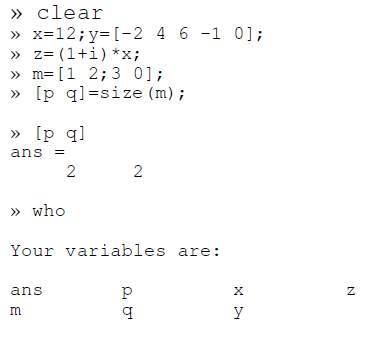 » clear
» x=12;y=[-2 4 6 -1 0];
» z=(1+i)*x;
» m=[1 2;3 0];
» [p q]=size(m);
» [p q]
ans =
2 2
» who
Your variables are:
ans p x z
m q y